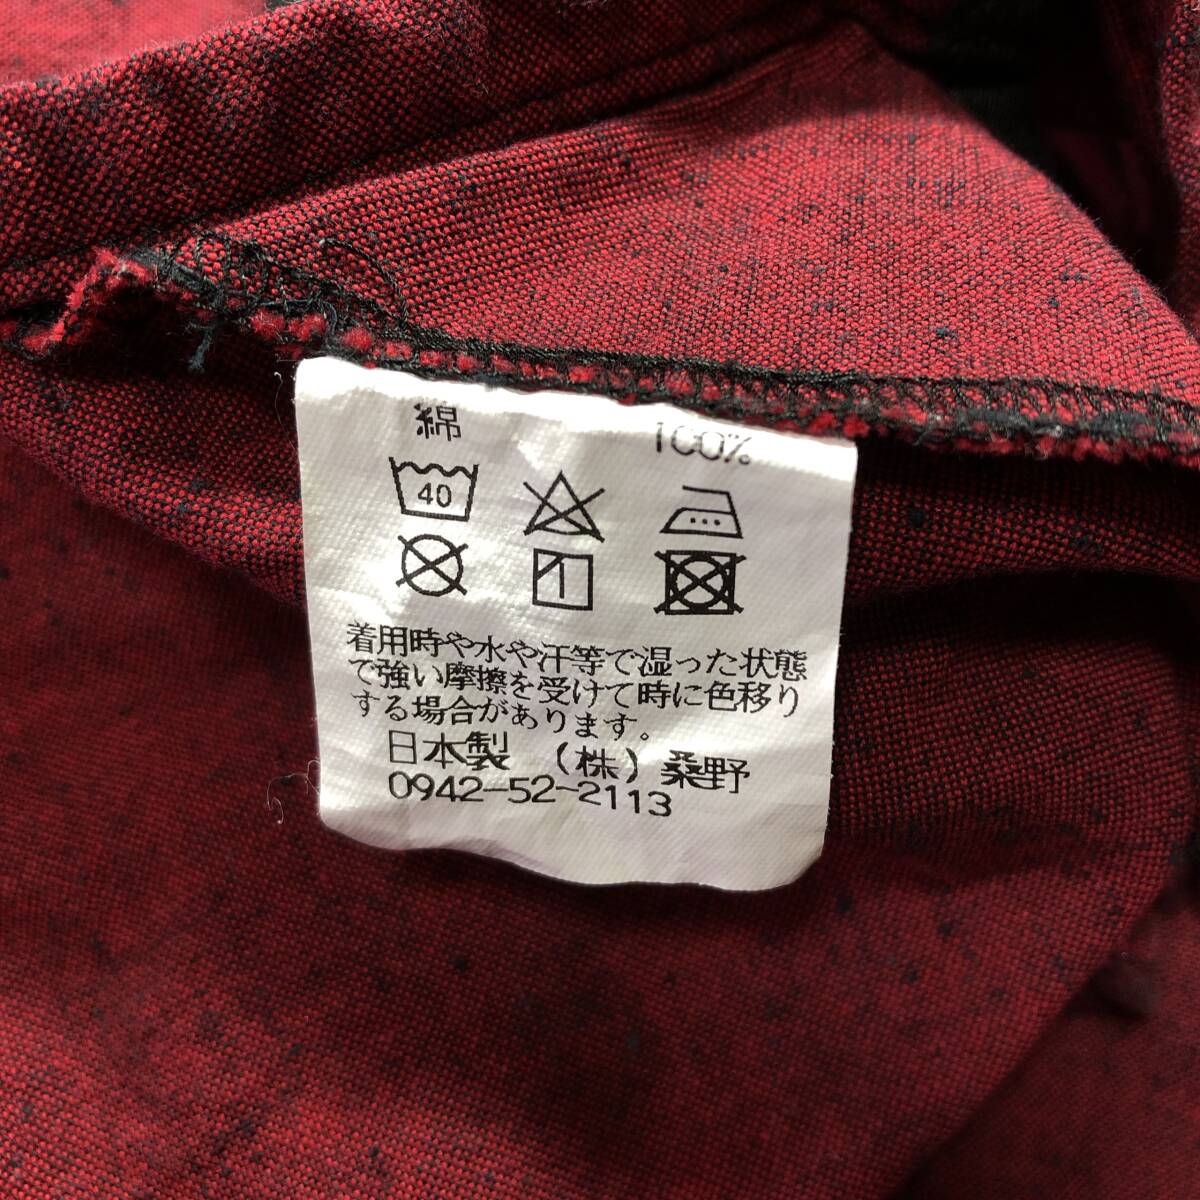 綿 100%
40
着用時や水や汗等で湿った状態
で強い摩擦を受けて時に色移り
する場合があります。
日本製 (株)桑野
0942-52-2113